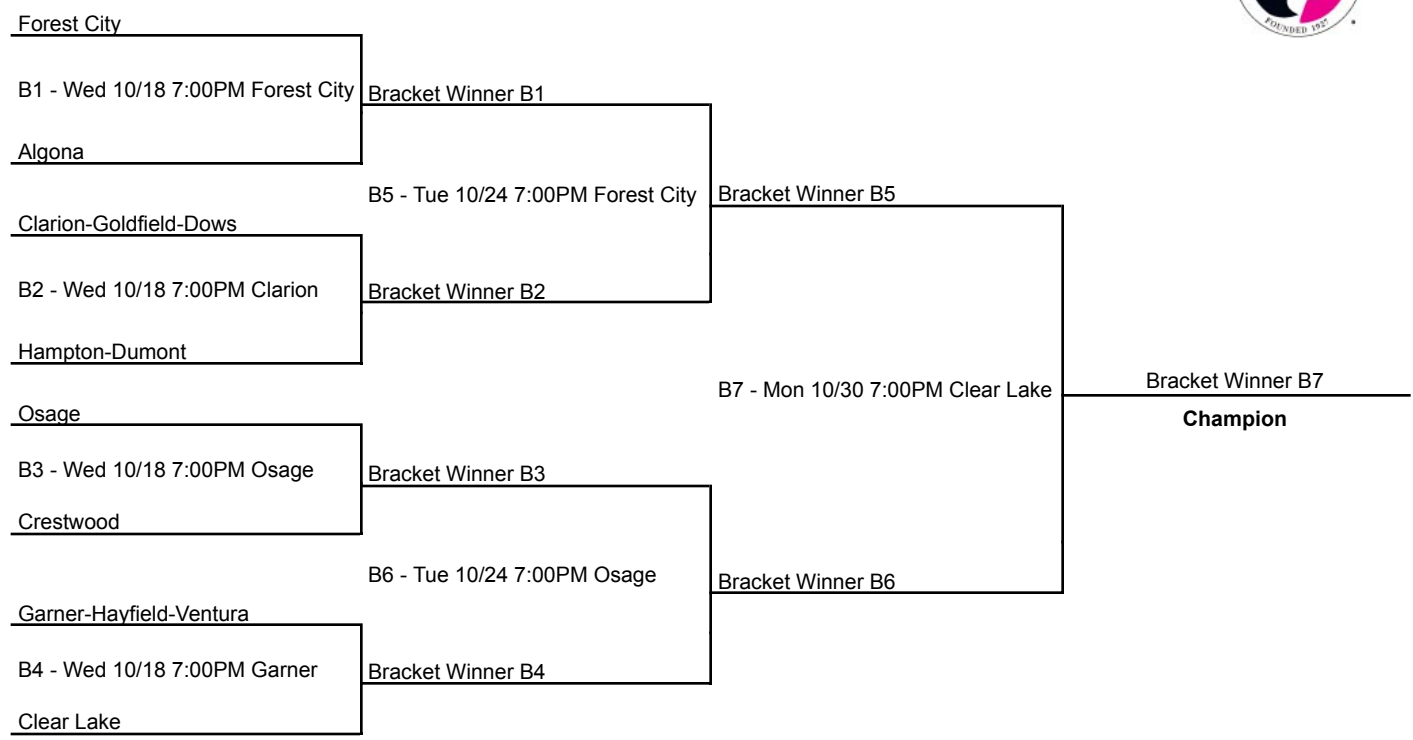 FOUNDED 1927
Forest City
B1 - Wed 10/18 7:00PM Forest City
Bracket Winner B1
Algona
B5 - Tue 10/24 7:00PM Forest City
Bracket Winner B5
Clarion-Goldfield-Dows
B2 - Wed 10/18 7:00PM Clarion
Bracket Winner B2
Hampton-Dumont
B7 - Mon 10/30 7:00PM Clear Lake
Bracket Winner B7
Champion
Osage
B3 - Wed 10/18 7:00PM Osage
Bracket Winner B3
Crestwood
B6 - Tue 10/24 7:00PM Osage
Bracket Winner B6
Garner-Hayfield-Ventura
B4 - Wed 10/18 7:00PM Garner
Bracket Winner B4
Clear Lake